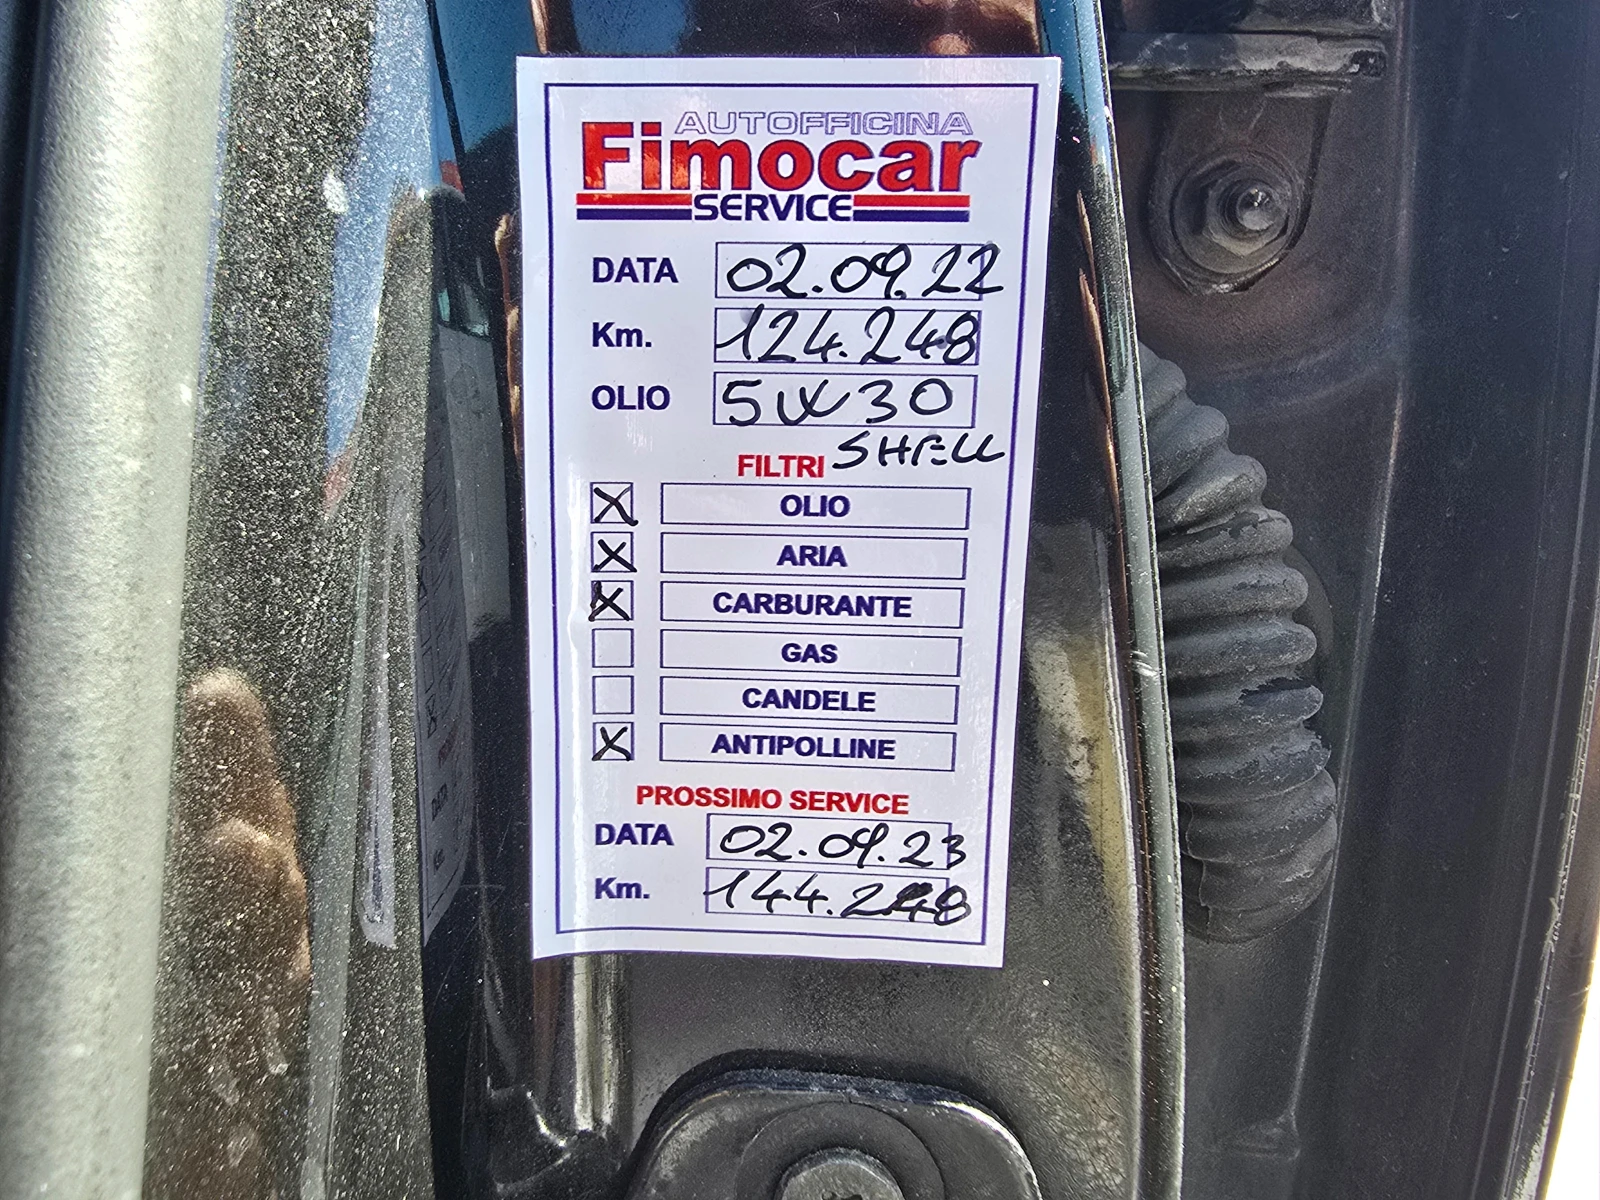 AUTOFFICINA
Fimocar
SERVICE
DATA 02.09.22
Km. 124.248
OLIO 5W30
SHELL
FILTRI
X OLIO
X ARIA
X CARBURANTE
GAS
CANDELE
X ANTIPOLLINE
PROSSIMO SERVICE
DATA 02.09.23
Km. 144.248